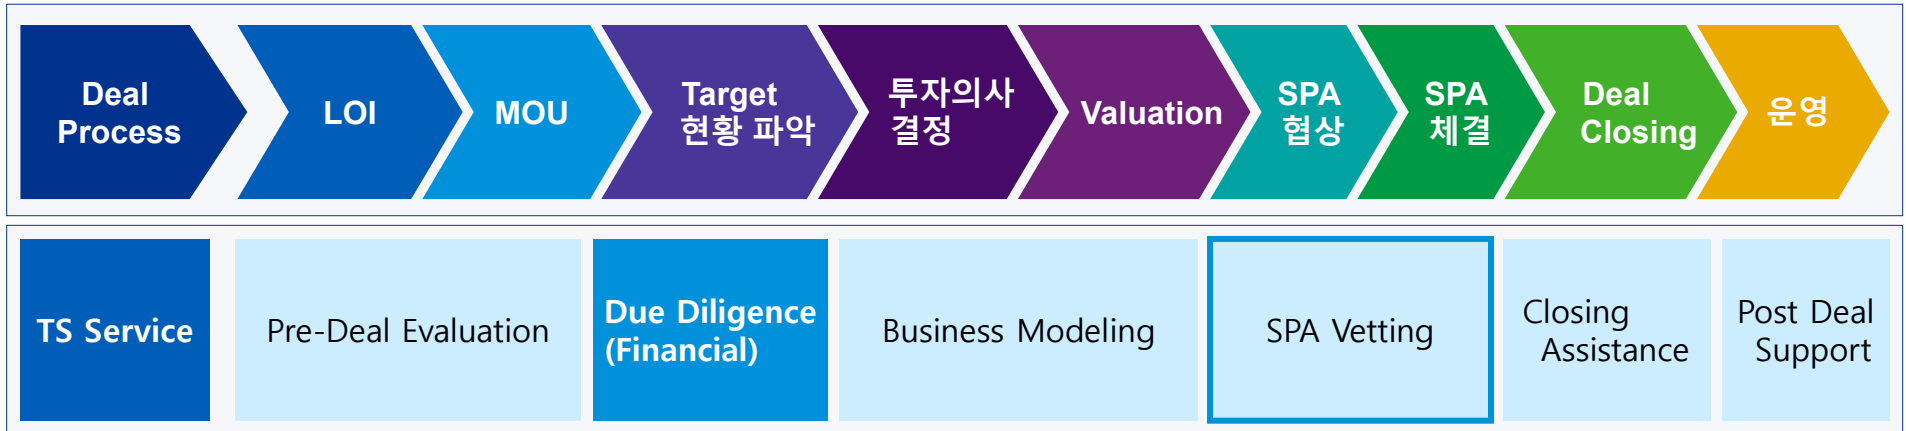 Deal
Process
LOI
MOU
Target
현황 파악
투자의사
결정
Valuation
SPA
협상
SPA
체결
Deal
Closing
운영
TS Service
Pre-Deal Evaluation
Due Diligence
(Financial)
Business Modeling
SPA Vetting
Closing
Assistance
Post Deal
Support